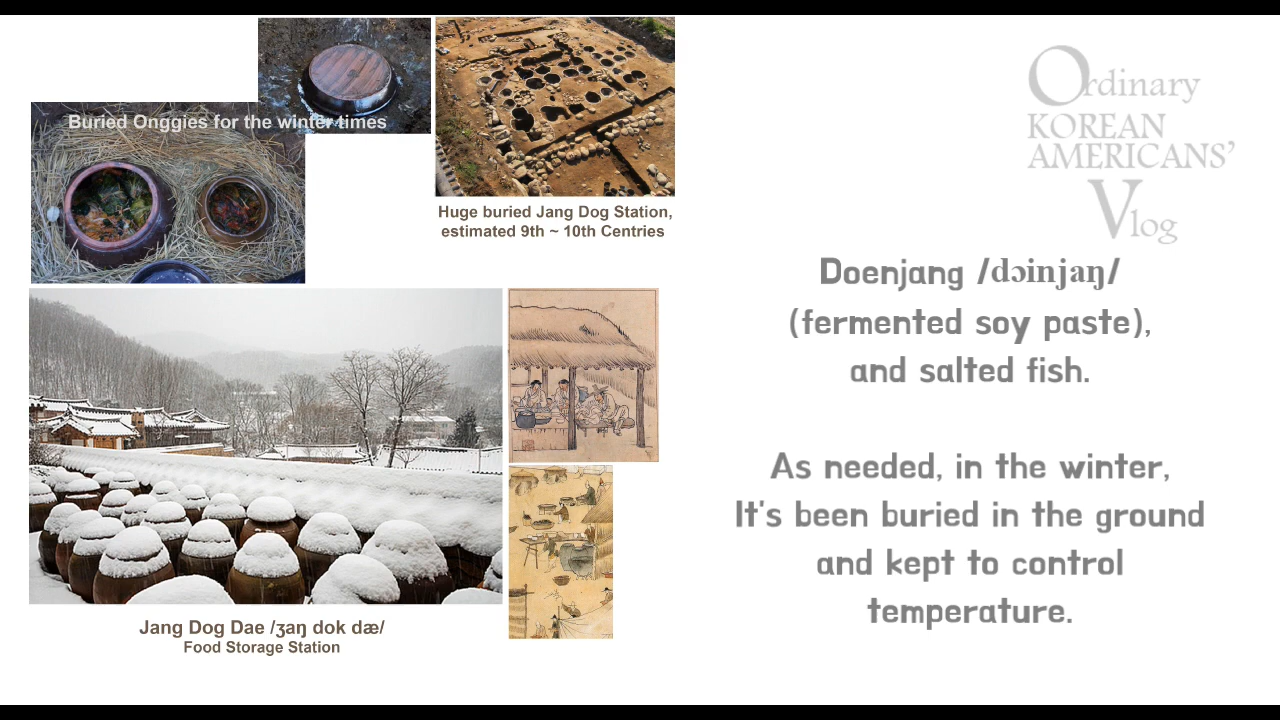 Buried Onggies for the winter times
Huge buried Jang Dog Station,
estimated 9th ~ 10th Centries
Jang Dog Dae /ʒaŋ dok dæ/
Food Storage Station
Ordinary
KOREAN
AMERICANS’
Vlog
Doenjang /dɔinjaŋ/
(fermented soy paste),
and salted fish.
As needed, in the winter,
It's been buried in the ground
and kept to control
temperature.